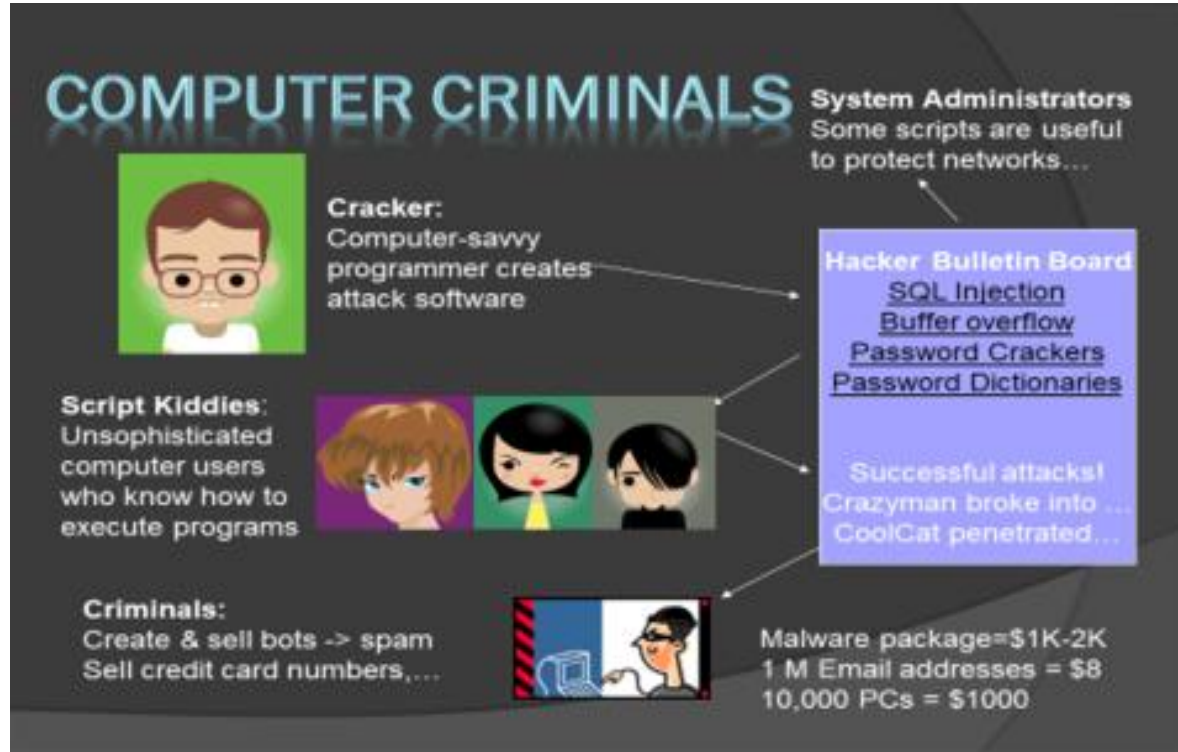 COMPUTER CRIMINALS
System Administrators
Some scripts are useful
to protect networks…
Cracker:
Computer-savvy
programmer creates
attack software
Hacker Bulletin Board
SQL Injection
Buffer overflow
Password Crackers
Password Dictionaries
Successful attacks!
Crazyman broke into …
CoolCat penetrated…
Script Kiddies:
Unsophisticated
computer users
who know how to
execute programs
Criminals:
Create & sell bots -> spam
Sell credit card numbers,…
Malware package=$1K-2K
1 M Email addresses = $8
10,000 PCs = $1000